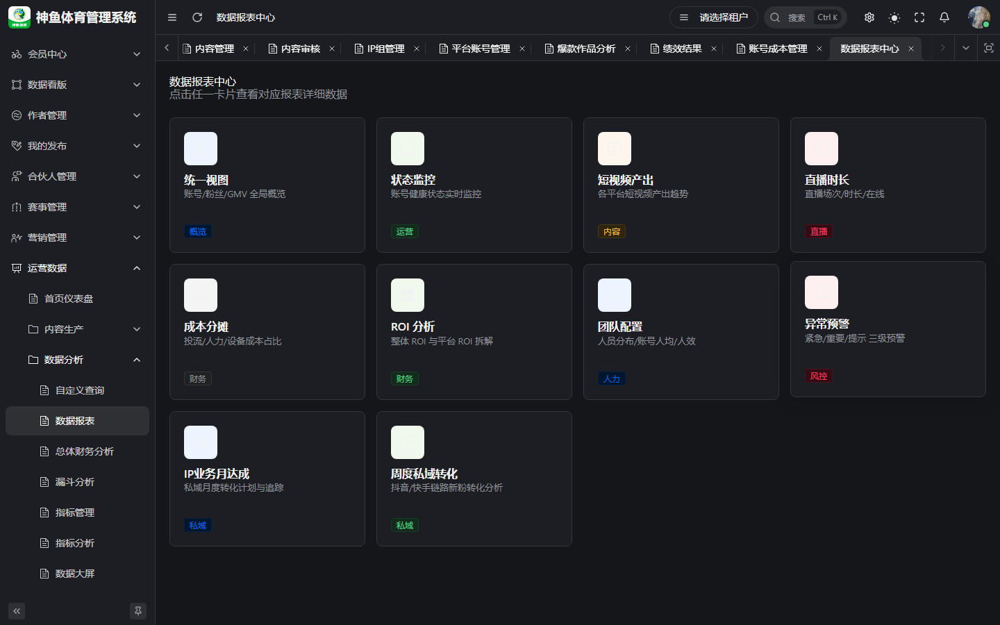 神鱼体育管理系统
数据报表中心
请选择租户
搜索
Ctrl K
会员中心
数据看版
作者管理
我的发布
合伙人管理
赛事管理
营销管理
运营数据
首页仪表盘
内容生产
数据分析
自定义查询
数据报表
总体财务分析
漏斗分析
指标管理
指标分析
数据大屏
内容管理
内容审核
IP组管理
平台账号管理
爆款作品分析
绩效结果
账号成本管理
数据报表中心
数据报表中心
点击任一卡片查看对应报表详细数据
统一视图
账号/粉丝/GMV 全局概览
概览
状态监控
账号健康状态实时监控
运营
短视频产出
各平台短视频产出趋势
内容
直播时长
直播场次/时长/在线
直播
成本分摊
投流/人力/设备成本占比
财务
ROI 分析
整体 ROI 与平台 ROI 拆解
财务
团队配置
人员分布/账号人均/人效
人力
异常预警
紧急/重要/提示 三级预警
风控
IP业务月达成
私域月度转化计划与追踪
私域
周度私域转化
抖音/快手链路新粉转化分析
私域